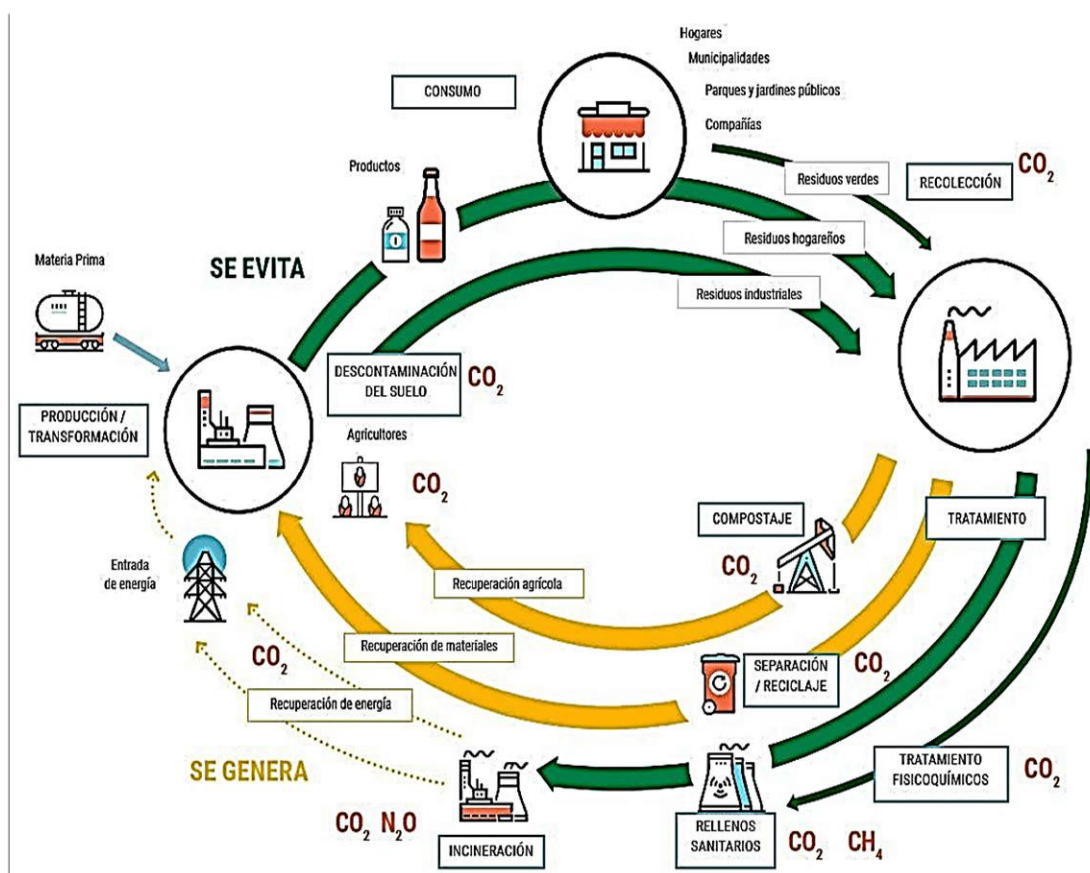 Hogares
Municipalidades
Parques y jardines públicos
Compañías
CONSUMO
Productos
Residuos verdes
RECOLECCIÓN
CO₂
Residuos hogareños
Residuos industriales
Materia Prima
SE EVITA
DESCONTAMINACIÓN
DEL SUELO
CO₂
PRODUCCIÓN /
TRANSFORMACIÓN
Agricultores
CO₂
COMPOSTAJE
CO₂
TRATAMIENTO
Entrada
de energía
Recuperación agrícola
Recuperación de materiales
CO₂
SEPARACIÓN
/ RECICLAJE
CO₂
Recuperación de energía
SE GENERA
TRATAMIENTO
FISICOQUÍMICOS
CO₂
CO₂ N₂O
INCINERACIÓN
RELLENOS
SANITARIOS
CO₂ CH₄